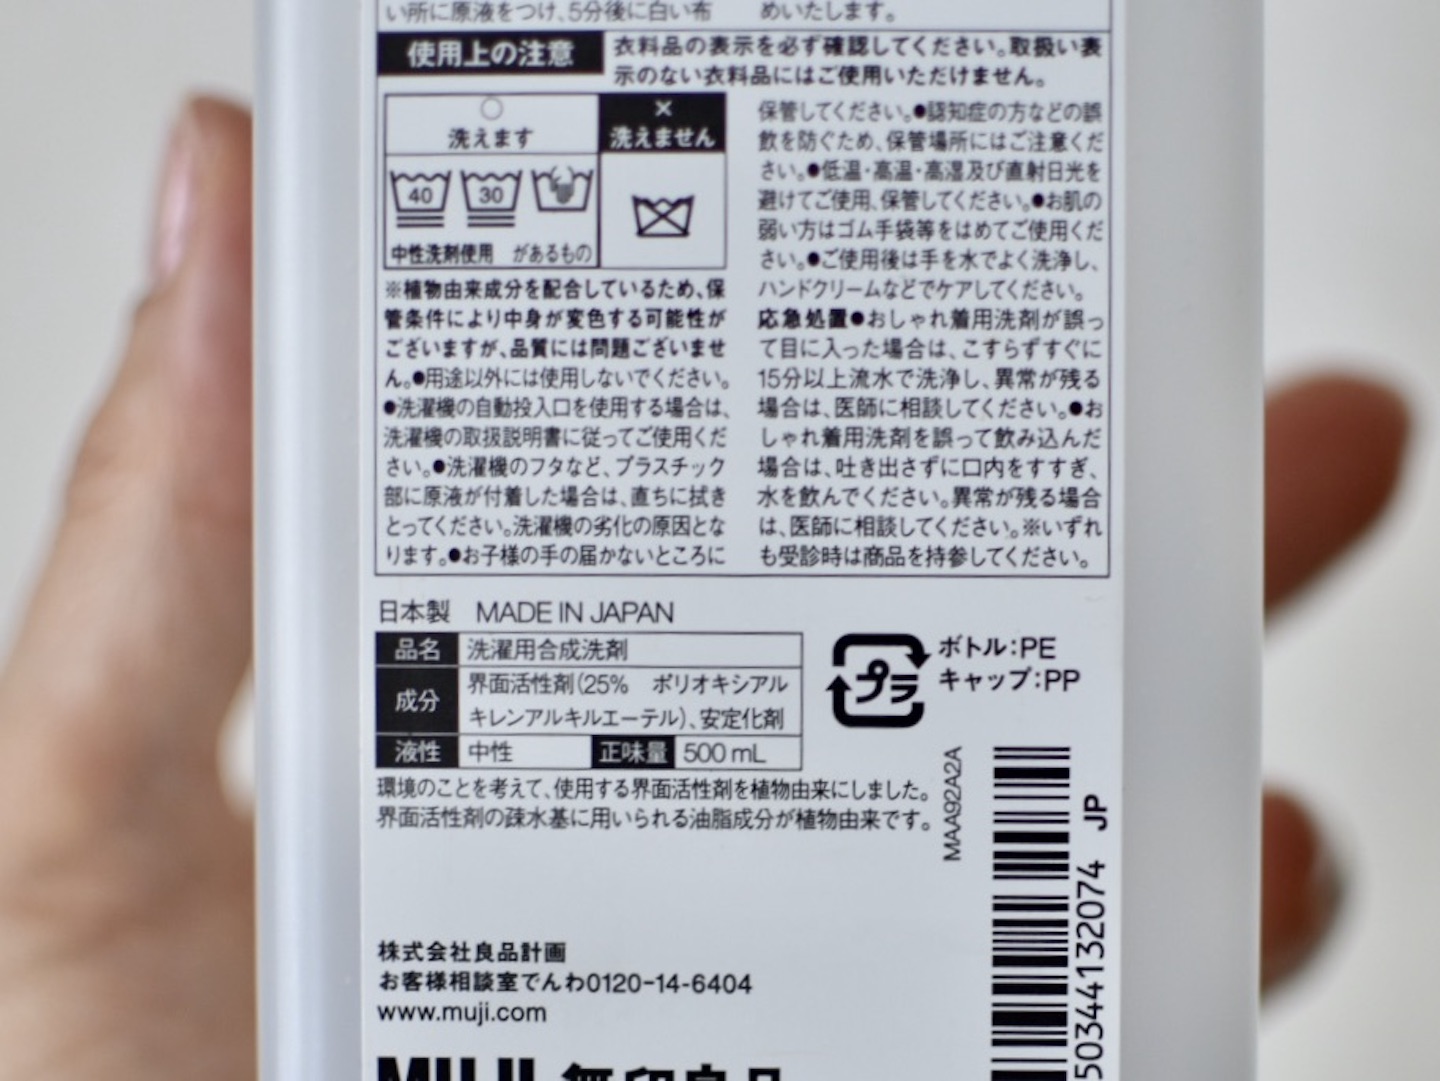 い所に原液をつけ、5分後に白い布
めいたします。
使用上の注意
衣料品の表示を必ず確認してください。取扱い表
示のない衣料品にはご使用いただけません。
○
洗えます
×
洗えません
40
30
中性洗剤使用 があるもの
※植物由来成分を配合しているため、保
管条件により中身が変色する可能性が
ございますが、品質には問題ございませ
ん。●用途以外には使用しないでください。
●洗濯機の自動投入口を使用する場合は、
洗濯機の取扱説明書に従ってご使用くだ
さい。●洗濯機のフタなど、プラスチック
部に原液が付着した場合は、直ちに拭き
とってください。洗濯機の劣化の原因とな
ります。●お子様の手の届かないところに
保管してください。●認知症の方などの誤
飲を防ぐため、保管場所にはご注意くだ
さい。●低温・高温・高湿及び直射日光を
避けてご使用、保管してください。●お肌の
弱い方はゴム手袋等をはめてご使用くだ
さい。●ご使用後は手を水でよく洗浄し、
ハンドクリームなどでケアしてください。
応急処置●おしゃれ着用洗剤が誤っ
て目に入った場合は、こすらずすぐに
15分以上流水で洗浄し、異常が残る
場合は、医師に相談してください。●お
しゃれ着用洗剤を誤って飲み込んだ
場合は、吐き出さずに口内をすすぎ、
水を飲んでください。異常が残る場合
は、医師に相談してください。※いずれ
も受診時は商品を持参してください。
日本製 MADE IN JAPAN
品名 洗濯用合成洗剤
成分 界面活性剤(25% ポリオキシアル
キレンアルキルエーテル)、安定化剤
液性 中性 正味量 500 mL
プラ
ボトル:PE
キャップ:PP
環境のことを考えて、使用する界面活性剤を植物由来にしました。
界面活性剤の疎水基に用いられる油脂成分が植物由来です。
MAA92A2A
50344132074 JP
株式会社良品計画
お客様相談室でんわ0120-14-6404
www.muji.com
MUJI 無印良品